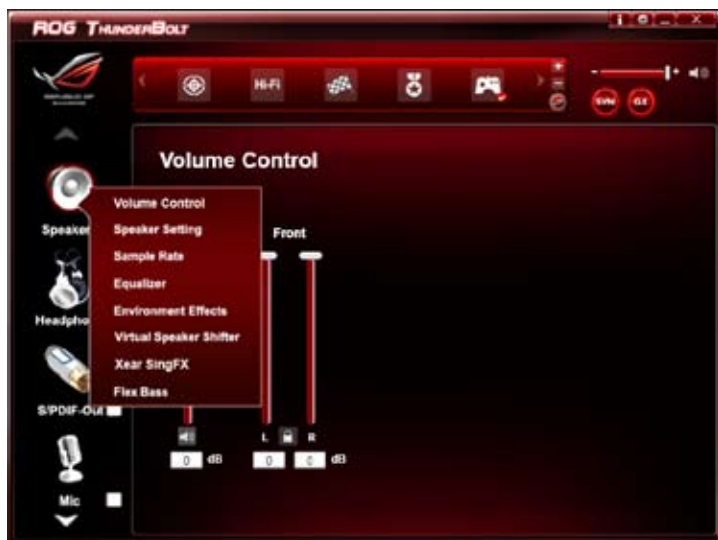 ROG THUNDERBOLT
Hi-Fi
SVN
GX
Volume Control
Volume Control
Speaker Setting
Sample Rate
Equalizer
Environment Effects
Virtual Speaker Shifter
Xear SingFX
Flex Bass
Speaker
Front
Headpho
S/PDIF-Out
Mic
L
R
0 dB
0
0 dB